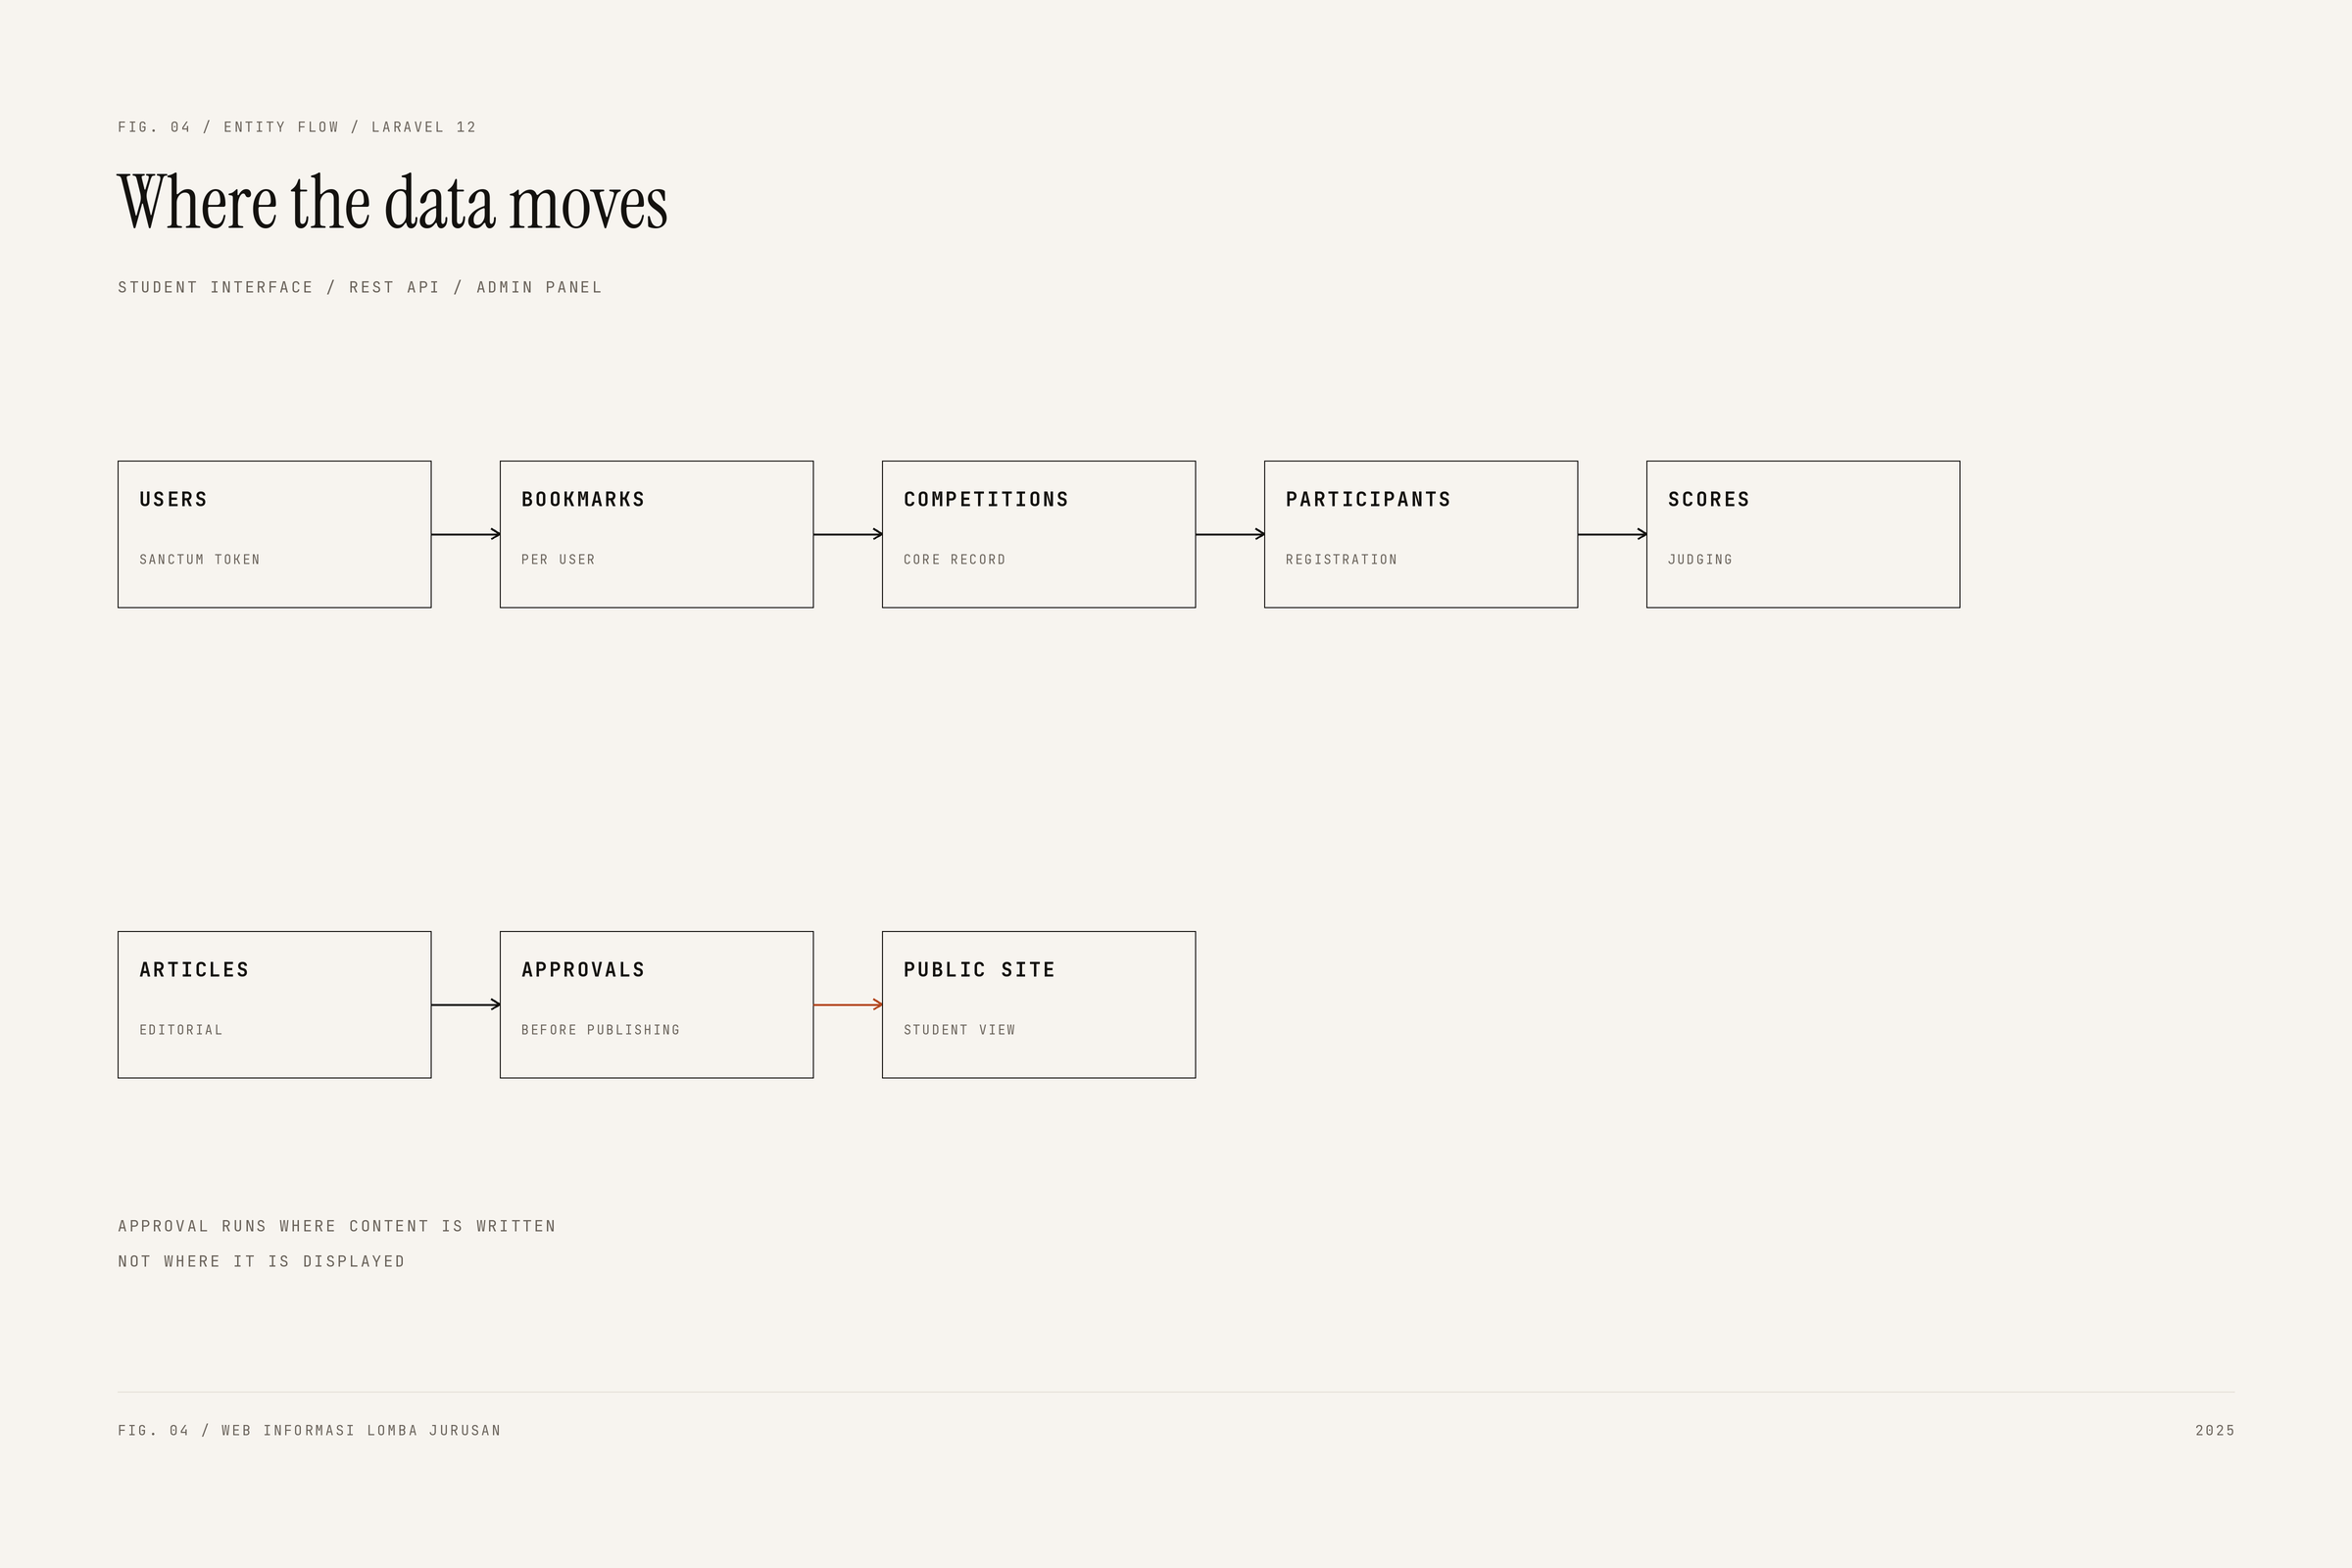 FIG. 04 / ENTITY FLOW / LARAVEL 12
Where the data moves
STUDENT INTERFACE / REST API / ADMIN PANEL
USERS
SANCTUM TOKEN
BOOKMARKS
PER USER
COMPETITIONS
CORE RECORD
PARTICIPANTS
REGISTRATION
SCORES
JUDGING
ARTICLES
EDITORIAL
APPROVALS
BEFORE PUBLISHING
PUBLIC SITE
STUDENT VIEW
APPROVAL RUNS WHERE CONTENT IS WRITTEN
NOT WHERE IT IS DISPLAYED
FIG. 04 / WEB INFORMASI LOMBA JURUSAN
2025